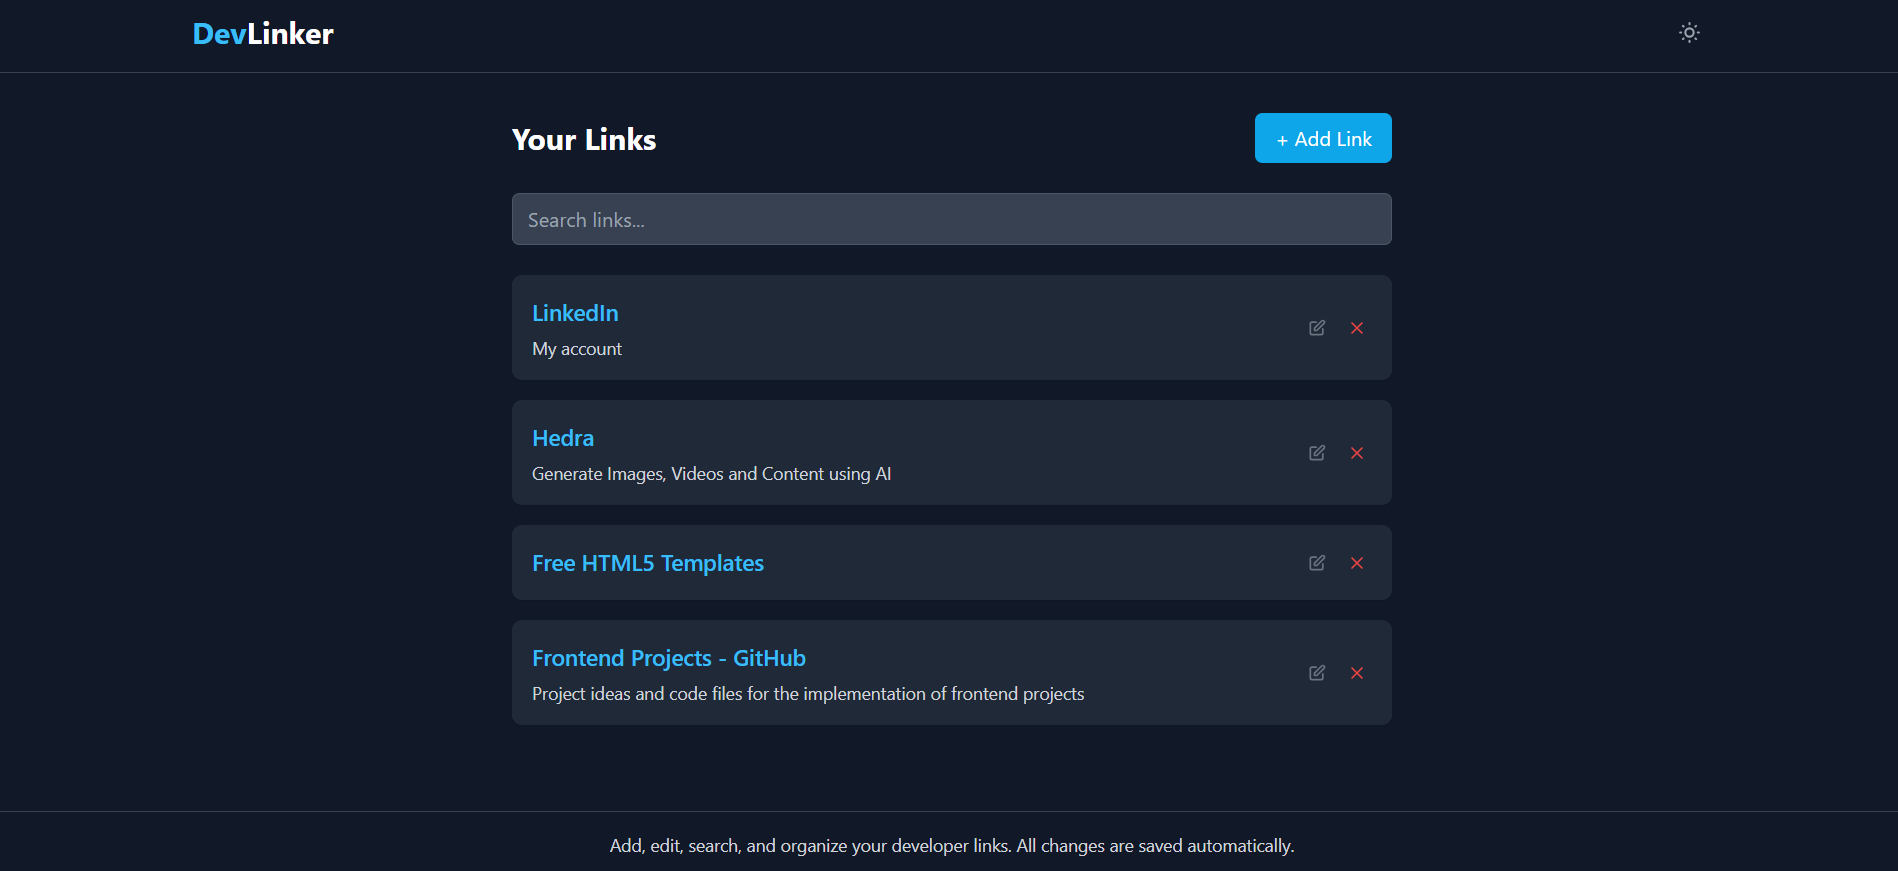 DevLinker
Your Links
+ Add Link
Search links...
LinkedIn
My account
Hedra
Generate Images, Videos and Content using AI
Free HTML5 Templates
Frontend Projects - GitHub
Project ideas and code files for the implementation of frontend projects
Add, edit, search, and organize your developer links. All changes are saved automatically.